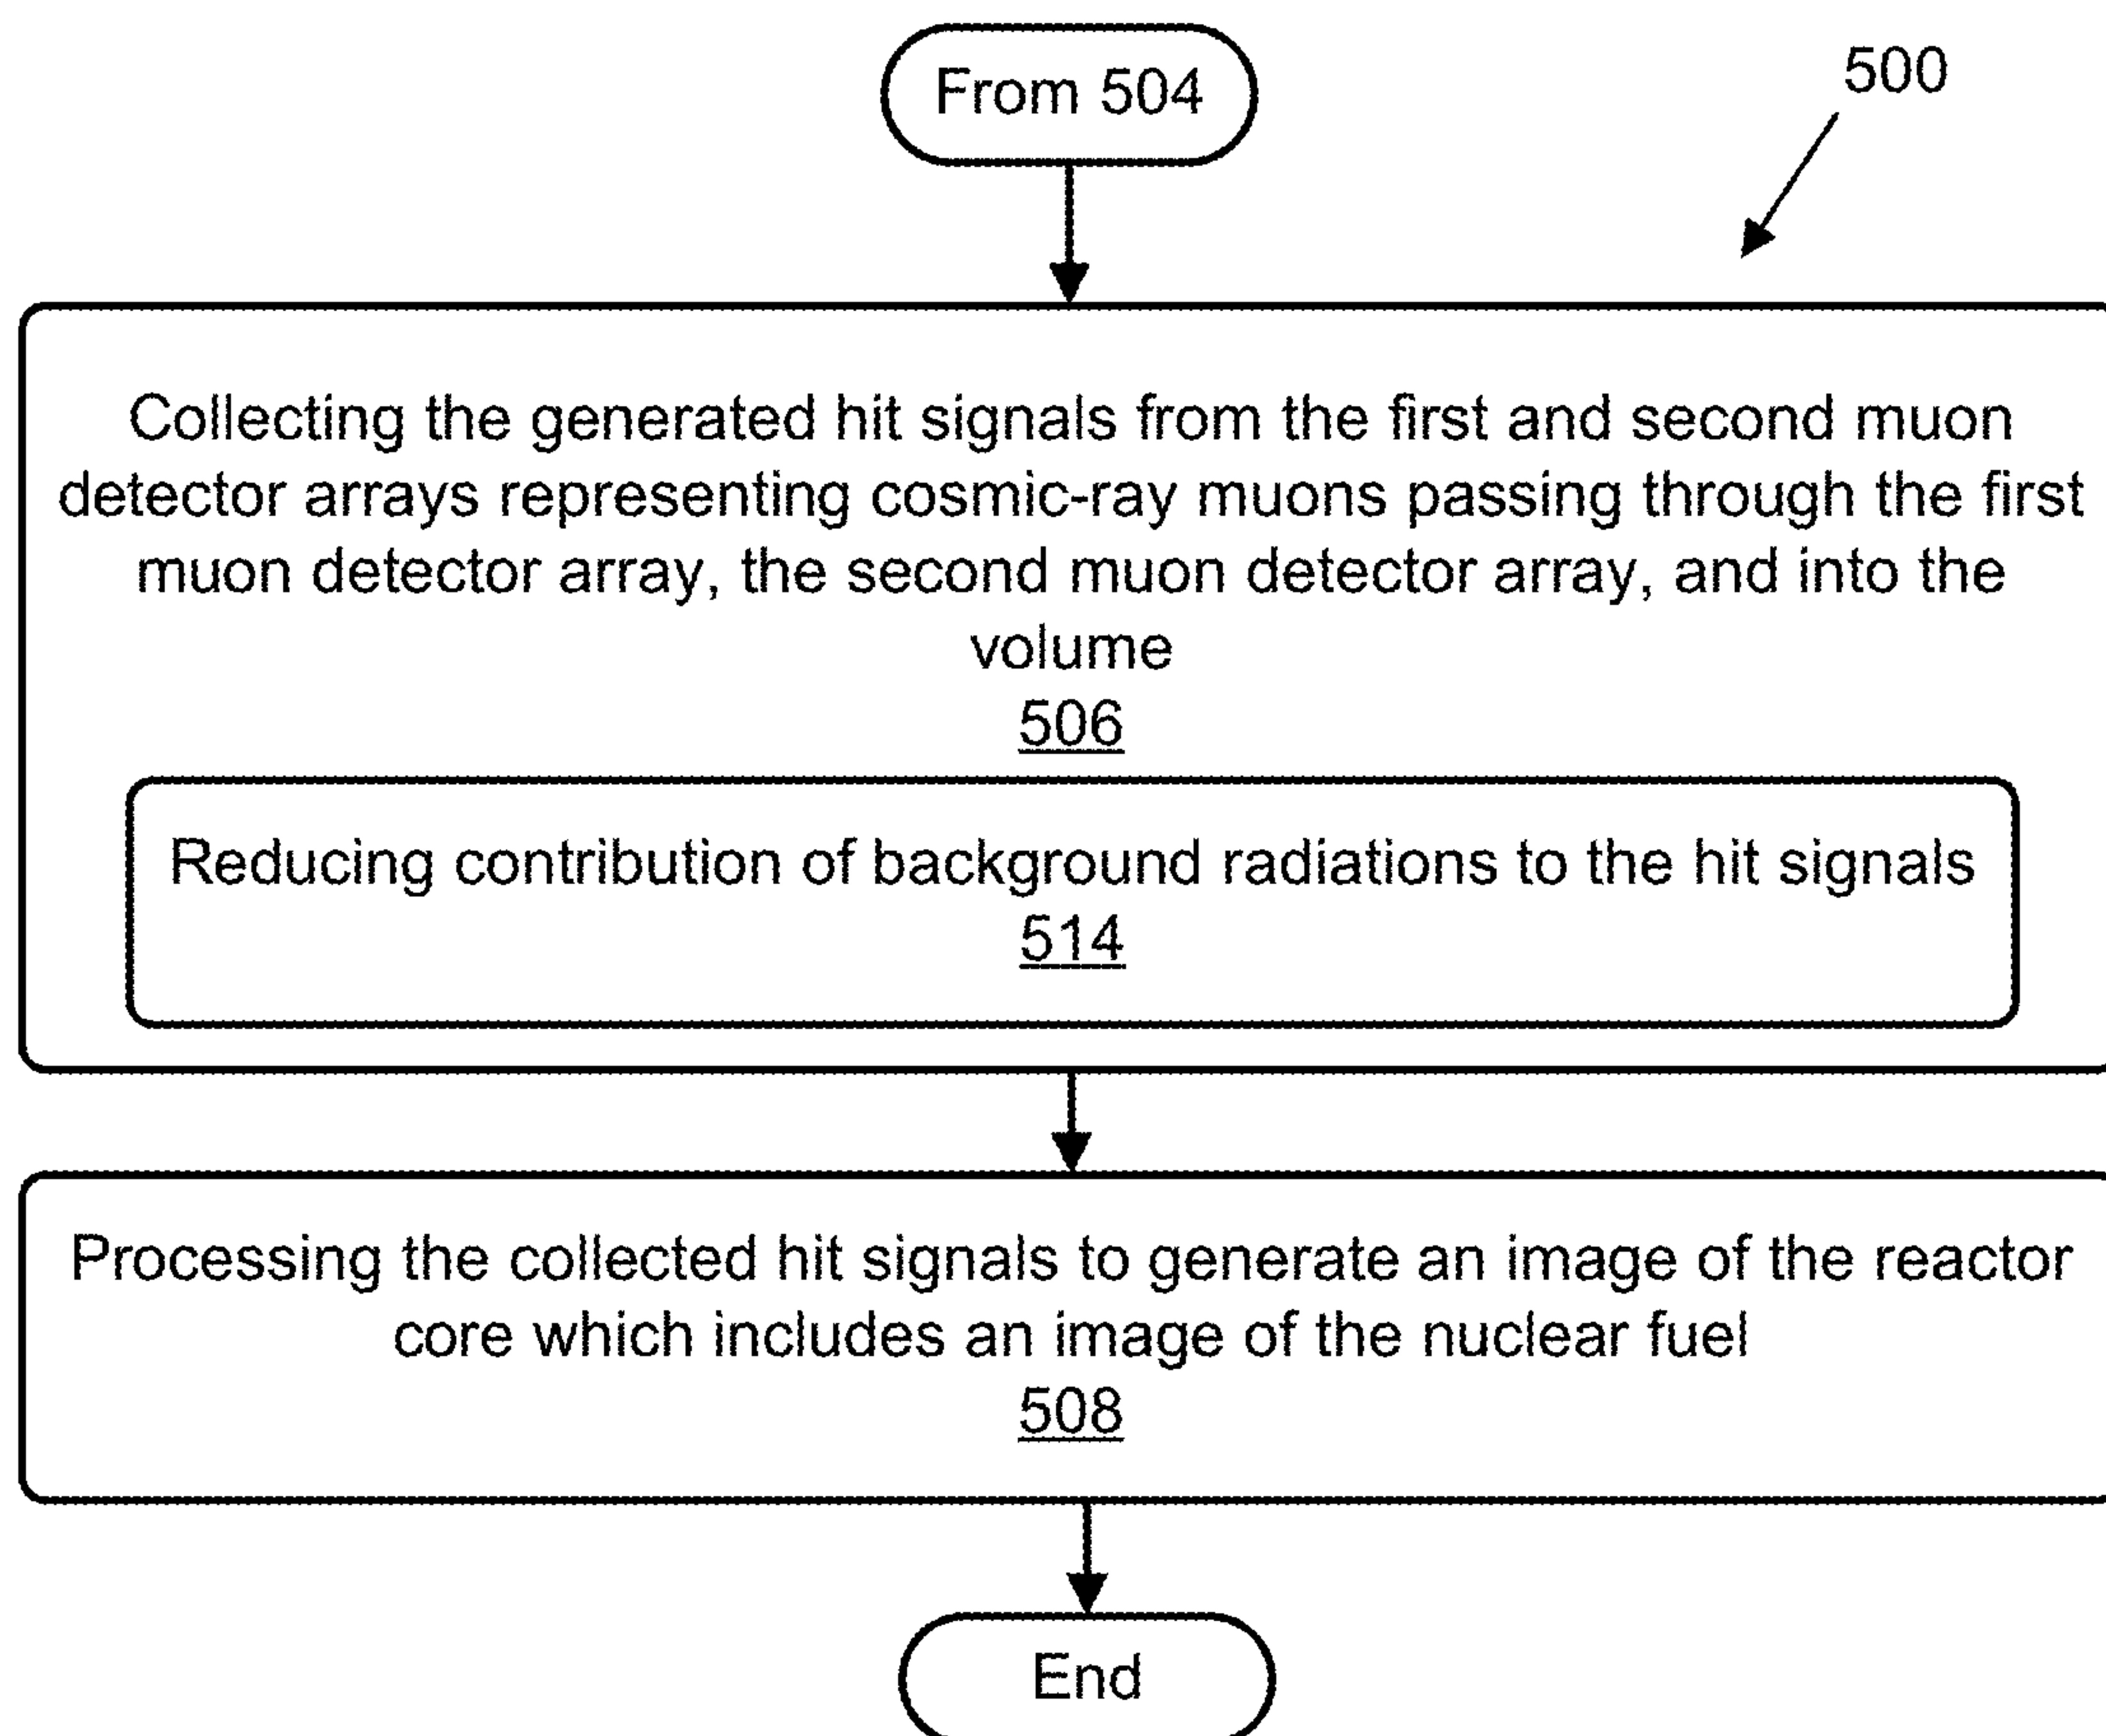 From 504
500
Collecting the generated hit signals from the first and second muon
detector arrays representing cosmic-ray muons passing through the first
muon detector array, the second muon detector array, and into the
volume
506
Reducing contribution of background radiations to the hit signals
514
Processing the collected hit signals to generate an image of the reactor
core which includes an image of the nuclear fuel
508
End